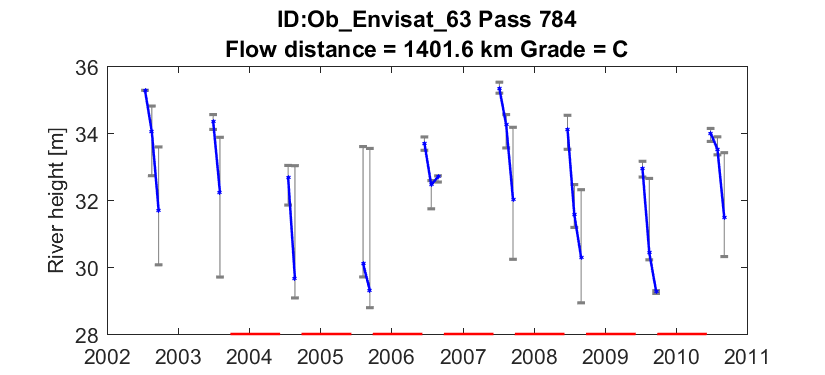 ID:Ob_Envisat_63 Pass 784
Flow distance = 1401.6 km Grade = C
River height [m]
36
34
32
30
28
2002 2003 2004 2005 2006 2007 2008 2009 2010 2011